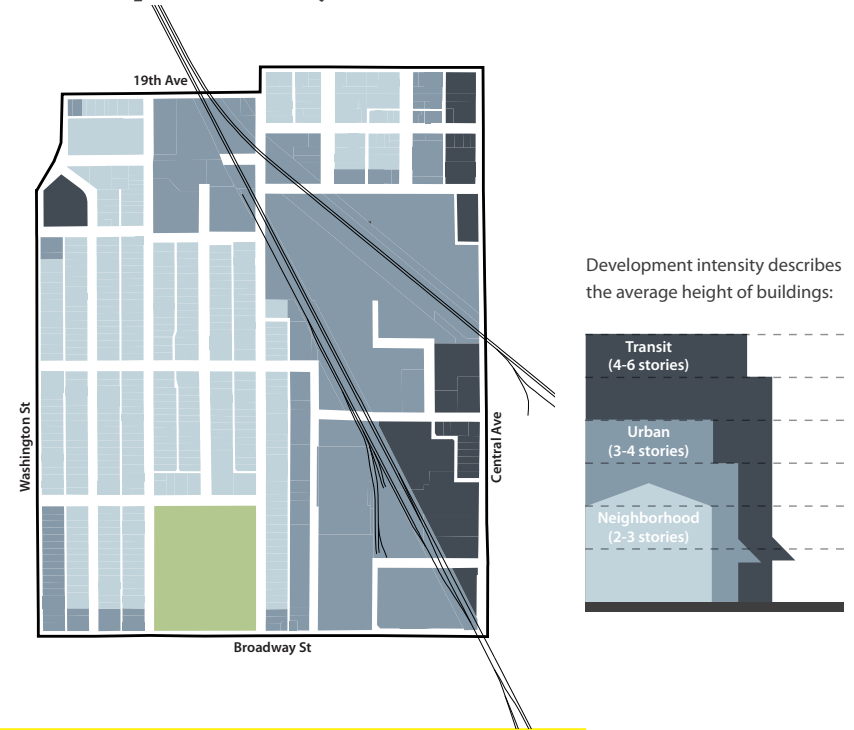 19th Ave
Washington St
Central Ave
Broadway St
Development intensity describes
the average height of buildings:
Transit
(4-6 stories)
Urban
(3-4 stories)
Neighborhood
(2-3 stories)